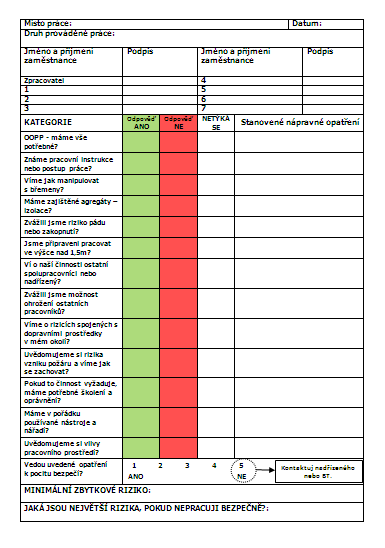 Místo práce: Datum:
Druh prováděné práce:
Jméno a příjmení Podpis Jméno a příjmení Podpis
zaměstnance zaměstnance
Zpracovatel 4
1 5
2 6
3 7
KATEGORIE Odpověď Odpověď NETÝKÁ Stanovené nápravné opatření
ANO NE SE
OOPP - máme vše
potřebné?
Známe pracovní instrukce
nebo postup práce?
Víme jak manipulovat
s břemeny?
Máme zajištěné agregáty –
izolace?
Zvážili jsme riziko pádu
nebo zakopnutí?
Jsme připraveni pracovat
ve výšce nad 1,5m?
Ví o naší činnosti ostatní
spolupracovníci nebo
nadřízený?
Zvážili jsme možnost
ohrožení ostatních
pracovníků?
Víme o rizicích spojených s
dopravními prostředky
v mém okolí?
Uvědomujeme si rizika
vzniku požáru a víme jak
se zachovat?
Pokud to činnost vyžaduje,
máme potřebné školení a
oprávnění?
Máme v pořádku
používané nástroje a
nářadí?
Uvědomujeme si vlivy
pracovního prostředí?
Vedou uvedené opatření 1 2 3 4 5 Kontaktuj nadřízeného
k pocitu bezpečí? ANO NE nebo BT.
MINIMÁLNÍ ZBYTKOVÉ RIZIKO:
JAKÁ JSOU NEJVĚTŠÍ RIZIKA, POKUD NEPRACUJI BEZPEČNĚ?: